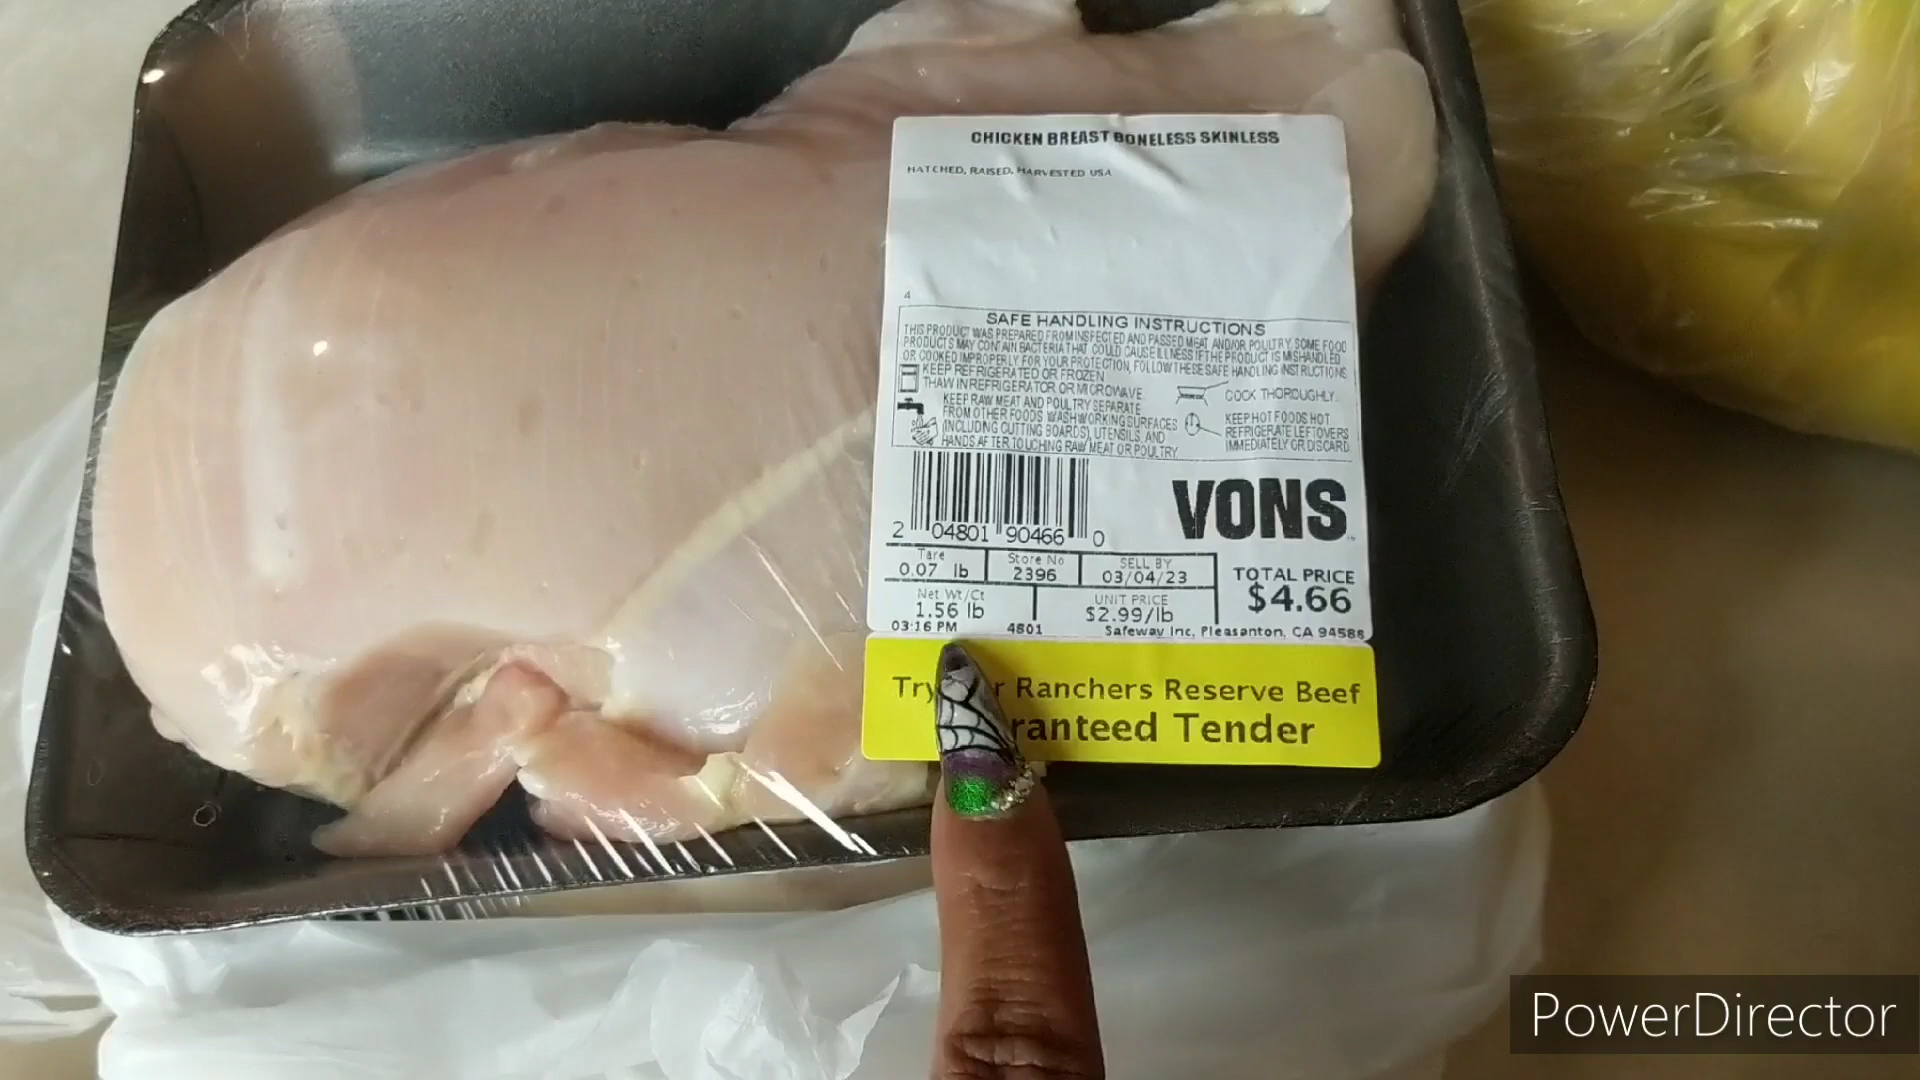 CHICKEN BREAST BONELESS SKINLESS
HATCHED, RAISED, HARVESTED USA
4
SAFE HANDLING INSTRUCTIONS
THIS PRODUCT WAS PREPARED FROM INSPECTED AND PASSED MEAT AND/OR POULTRY. SOME FOOD
PRODUCTS MAY CONTAIN BACTERIA THAT COULD CAUSE ILLNESS IF THE PRODUCT IS MISHANDLED
OR COOKED IMPROPERLY. FOR YOUR PROTECTION, FOLLOW THESE SAFE HANDLING INSTRUCTIONS
KEEP REFRIGERATED OR FROZEN
THAW IN REFRIGERATOR OR MICROWAVE.
KEEP RAW MEAT AND POULTRY SEPARATE
FROM OTHER FOODS. WASH WORKING SURFACES
(INCLUDING CUTTING BOARDS), UTENSILS, AND
HANDS AFTER TOUCHING RAW MEAT OR POULTRY.
COOK THOROUGHLY.
KEEP HOT FOODS HOT
REFRIGERATE LEFTOVERS
IMMEDIATELY OR DISCARD
2 04801 90466 0
VONS
Tare
0.07 lb
Store No
2396
SELL BY
03/04/23
TOTAL PRICE
$4.66
Net Wt/Ct
1.56 lb
UNIT PRICE
$2.99/lb
03:16 PM 4801 Safeway Inc, Pleasanton, CA 94588
Try r Ranchers Reserve Beef
ranteed Tender
PowerDirector